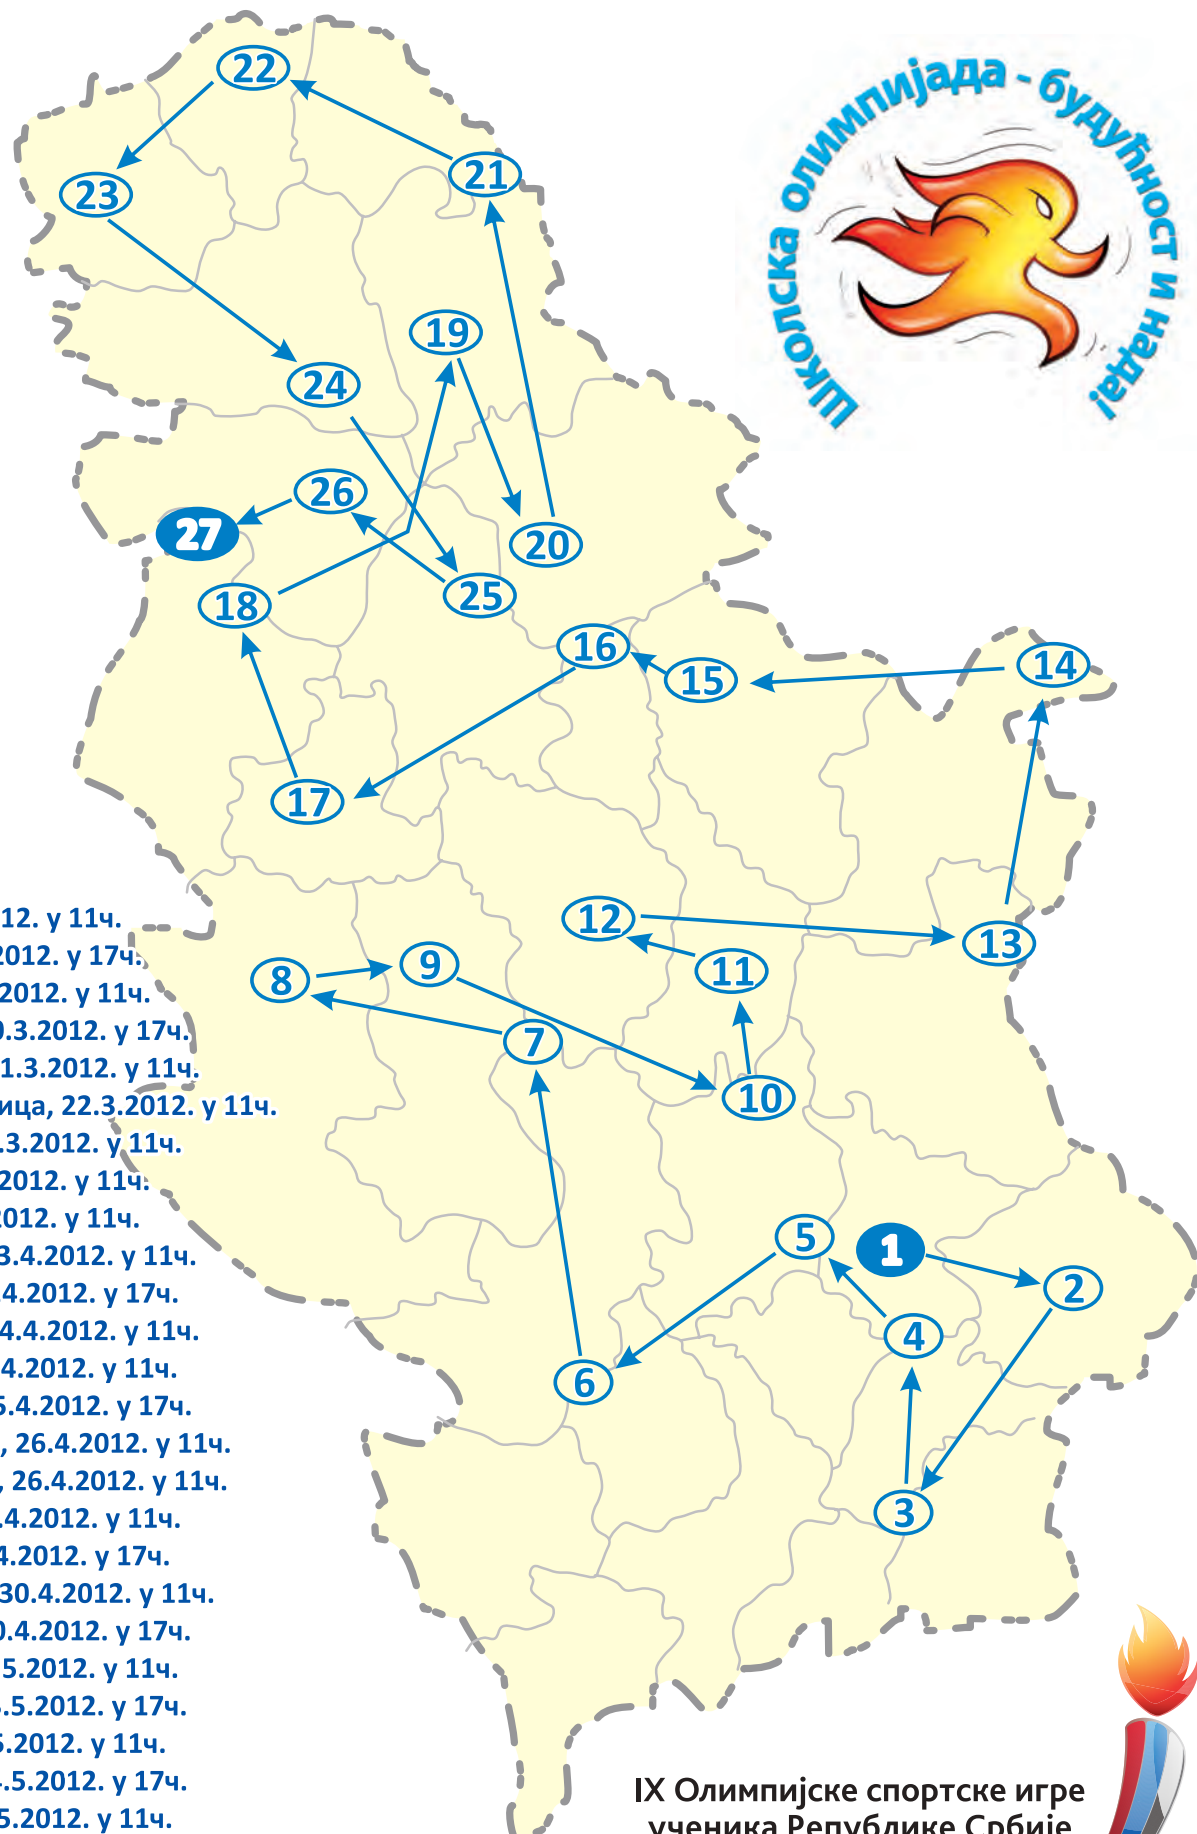 Школска олимпијада - будућност и нада!
22
21
23
19
24
26
27
20
25
18
16
15
14
17
12
13
11
9
8
7
10
5
1
2
4
6
3
12. у 11ч.
2012. у 17ч.
2012. у 11ч.
.3.2012. у 17ч.
1.3.2012. у 11ч.
ица, 22.3.2012. у 11ч.
.3.2012. у 11ч.
2012. у 11ч.
2012. у 11ч.
3.4.2012. у 11ч.
.4.2012. у 17ч.
4.4.2012. у 11ч.
4.2012. у 11ч.
5.4.2012. у 17ч.
, 26.4.2012. у 11ч.
, 26.4.2012. у 11ч.
.4.2012. у 11ч.
4.2012. у 17ч.
30.4.2012. у 11ч.
0.4.2012. у 17ч.
5.2012. у 11ч.
.5.2012. у 17ч.
5.2012. у 11ч.
.5.2012. у 17ч.
5.2012. у 11ч.
IX Олимпијске спортске игре
ученика Републике Србије